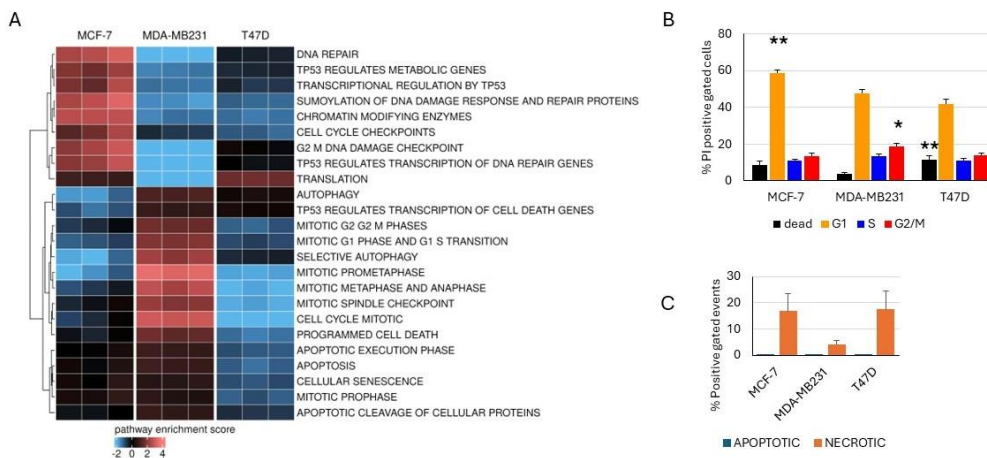 A
MCF-7 MDA-MB231 T47D
DNA REPAIR
TP53 REGULATES METABOLIC GENES
TRANSCRIPTIONAL REGULATION BY TP53
SUMOYLATION OF DNA DAMAGE RESPONSE AND REPAIR PROTEINS
CHROMATIN MODIFYING ENZYMES
CELL CYCLE CHECKPOINTS
G2 M DNA DAMAGE CHECKPOINT
TP53 REGULATES TRANSCRIPTION OF DNA REPAIR GENES
TRANSLATION
AUTOPHAGY
TP53 REGULATES TRANSCRIPTION OF CELL DEATH GENES
MITOTIC G2 G2 M PHASES
MITOTIC G1 PHASE AND G1 S TRANSITION
SELECTIVE AUTOPHAGY
MITOTIC PROMETAPHASE
MITOTIC METAPHASE AND ANAPHASE
MITOTIC SPINDLE CHECKPOINT
CELL CYCLE MITOTIC
PROGRAMMED CELL DEATH
APOPTOTIC EXECUTION PHASE
APOPTOSIS
CELLULAR SENESCENCE
MITOTIC PROPHASE
APOPTOTIC CLEAVAGE OF CELLULAR PROTEINS
pathway enrichment score
-2 0 2 4
B
% PI positive gated cells
80
60
40
20
0
**
*
**
MCF-7 MDA-MB231 T47D
dead G1 S G2/M
C
% Positive gated events
30
20
10
0
MCF-7
MDA-MB231
T47D
APOPTOTIC NECROTIC